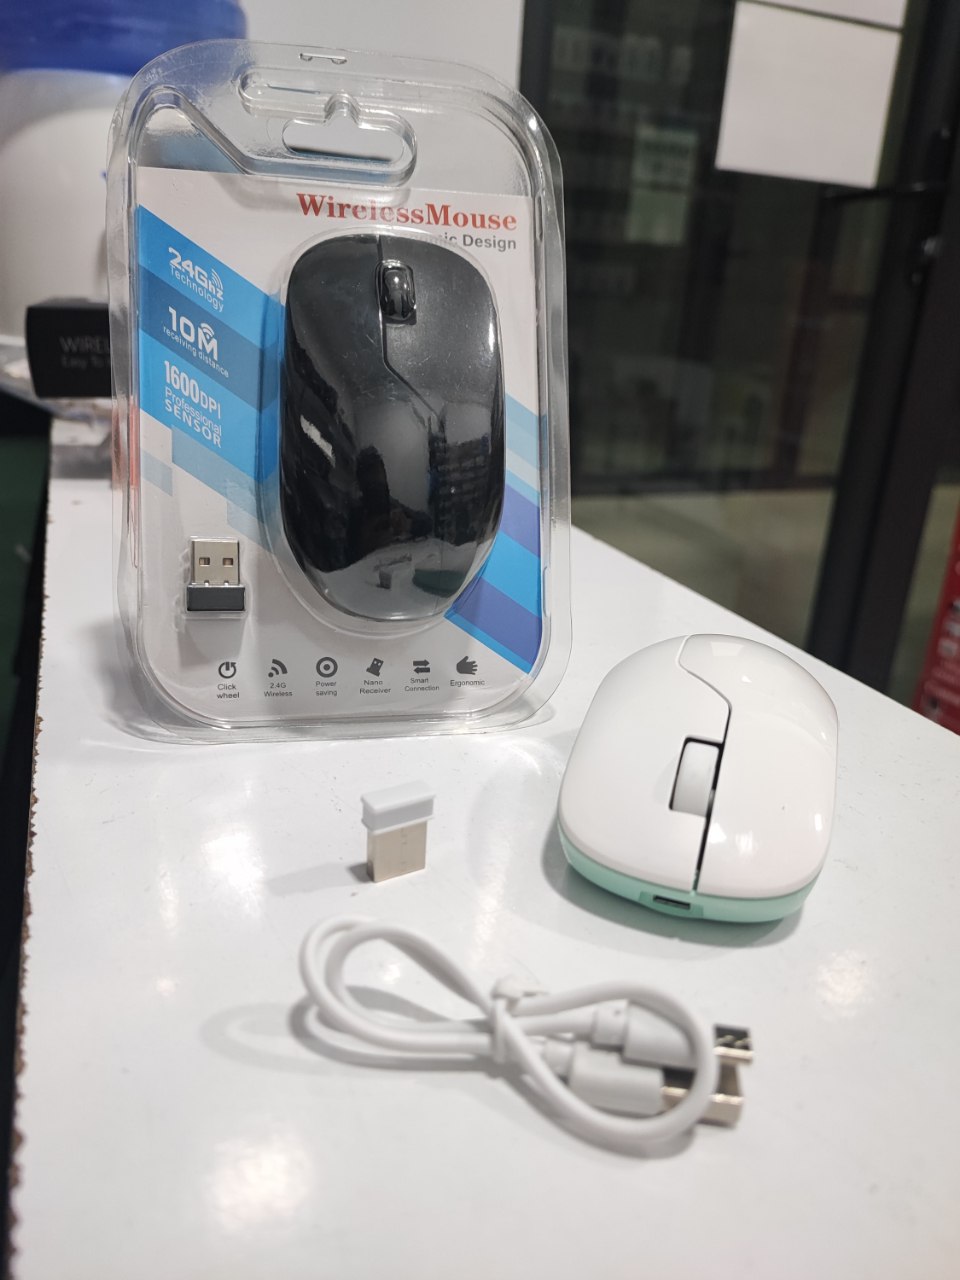 WirelessMouse
Design
2.4Ghz
Technology
10M
receiving distance
1600DPI
Professional
SENSOR
Click
wheel
2.4G
Wireless
Power
saving
Nano
Receiver
Smart
Connection
Ergonomic